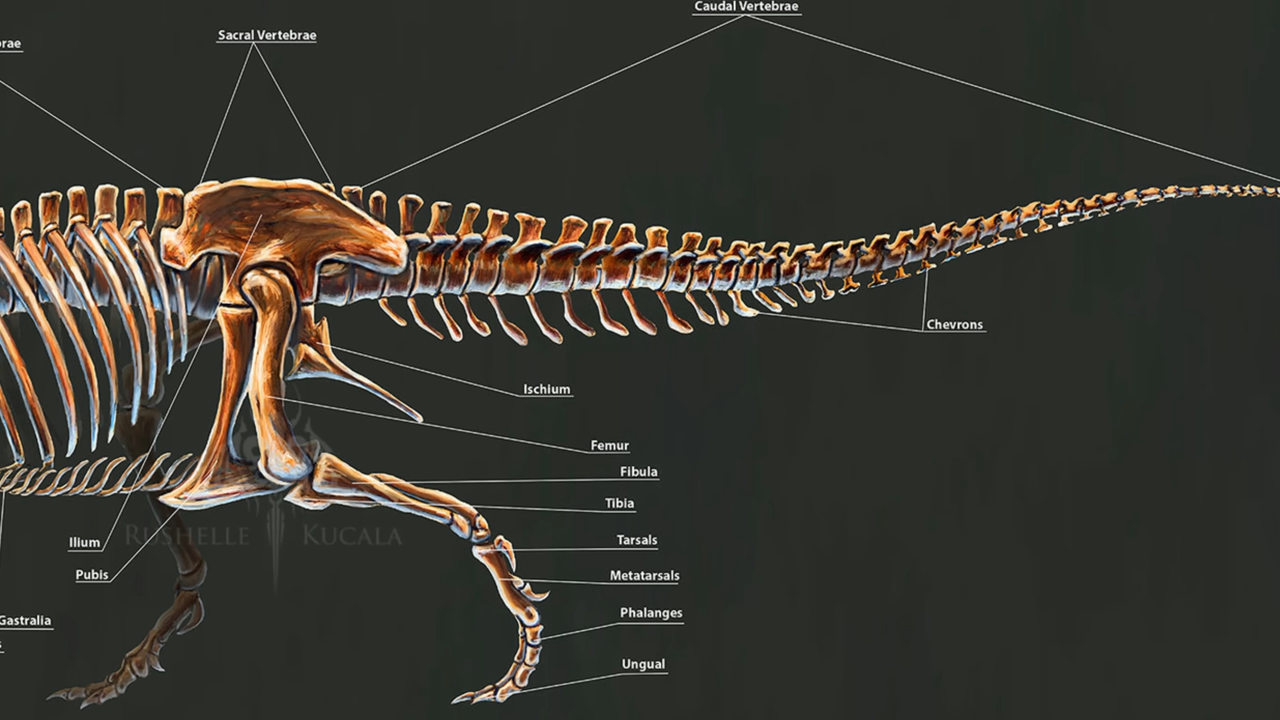 Caudal Vertebrae
Sacral Vertebrae
Chevrons
Ischium
Femur
Fibula
Tibia
RUSHELLE KUCALA
Ilium
Tarsals
Pubis
Metatarsals
Phalanges
Gastralia
Ungual